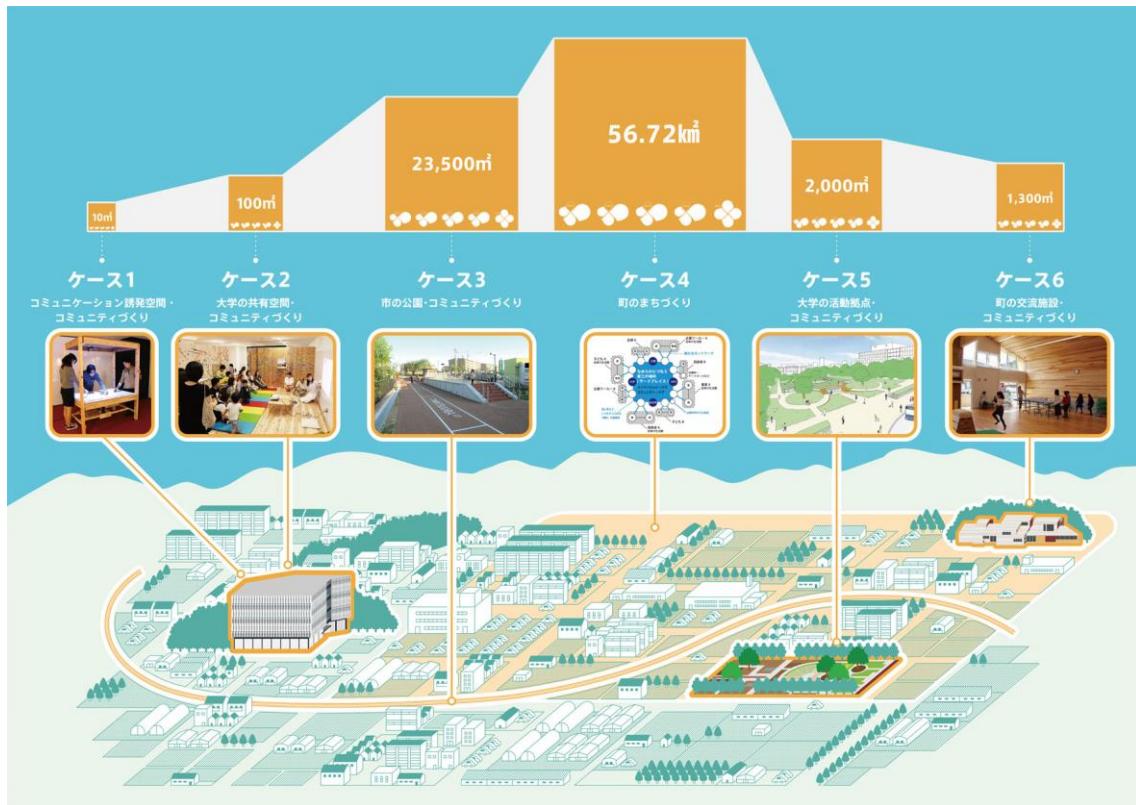 10㎡
100㎡
23,500㎡
56.72k㎡
2,000㎡
1,300㎡
ケース1
コミュニケーション誘発空間・
コミュニティづくり
ケース2
大学の共有空間・
コミュニティづくり
ケース3
市の公園・コミュニティづくり
ケース4
町のまちづくり
ケース5
大学の活動拠点・
コミュニティづくり
ケース6
町の交流施設・
コミュニティづくり